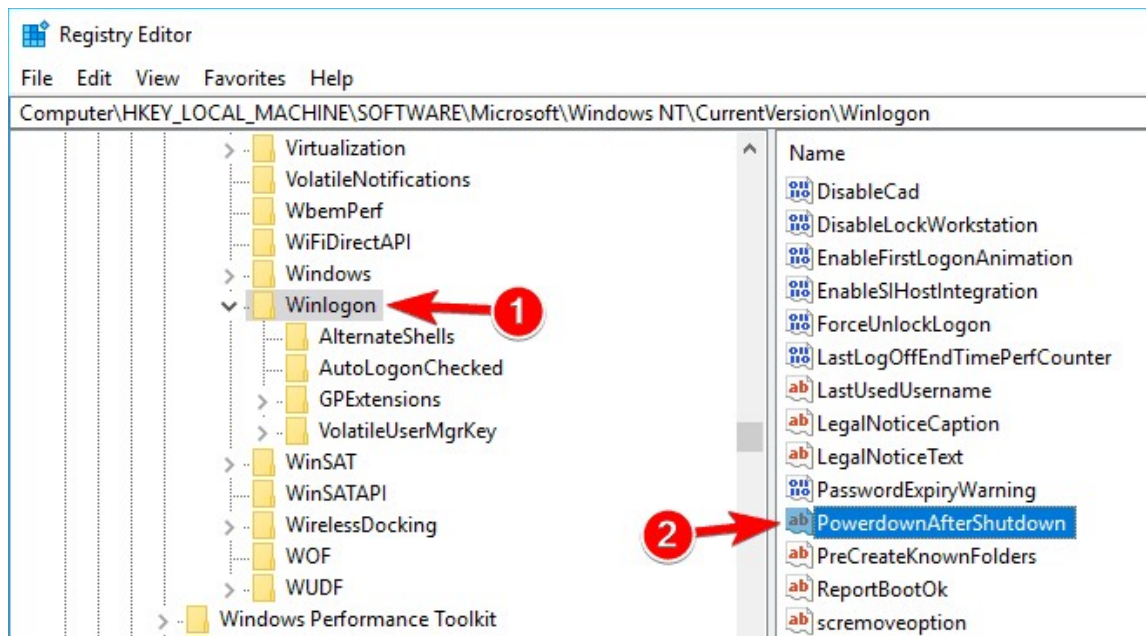 Registry Editor
File Edit View Favorites Help
Computer\HKEY_LOCAL_MACHINE\SOFTWARE\Microsoft\Windows NT\CurrentVersion\Winlogon
Virtualization
VolatileNotifications
WbemPerf
WiFiDirectAPI
Windows
Winlogon
1
AlternateShells
AutoLogonChecked
GPExtensions
VolatileUserMgrKey
WinSAT
WinSATAPI
WirelessDocking
WOF
WUDF
Windows Performance Toolkit
Name
DisableCad
DisableLockWorkstation
EnableFirstLogonAnimation
EnableSIHostIntegration
ForceUnlockLogon
LastLogOffEndTimePerfCounter
LastUsedUsername
LegalNoticeCaption
LegalNoticeText
PasswordExpiryWarning
2
PowerdownAfterShutdown
PreCreateKnownFolders
ReportBootOk
scremoveoption